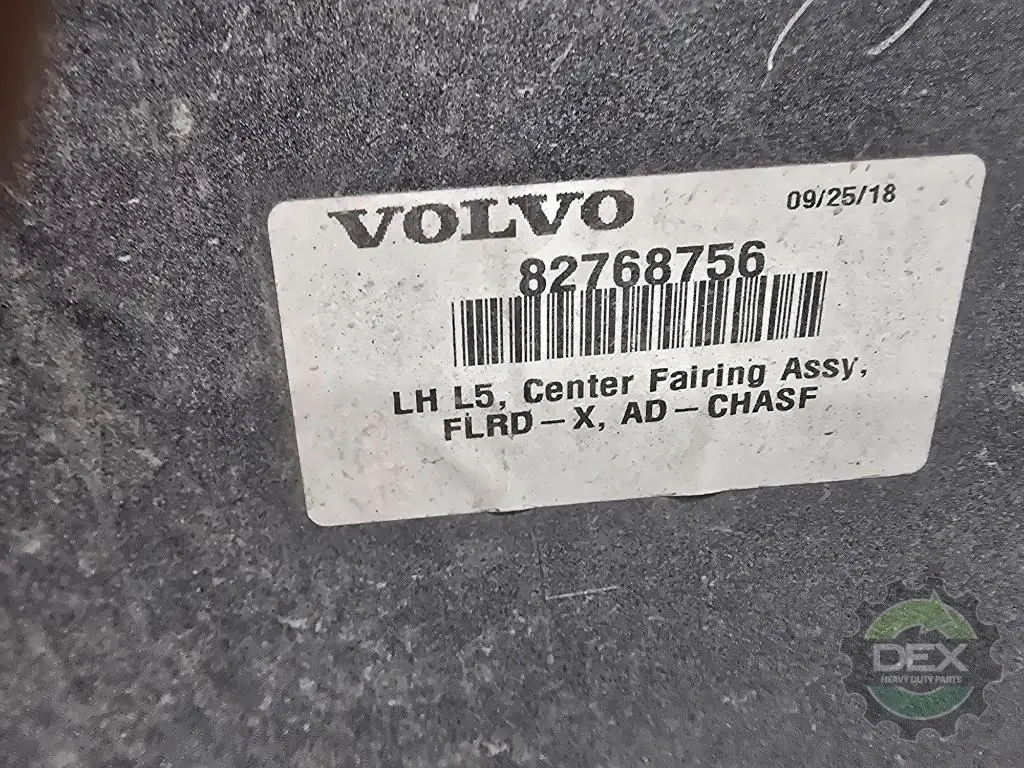 VOLVO
09/25/18
82768756
LH L5, Center Fairing Assy,
FLRD-X, AD-CHASF
DEX
HEAVY DUTY PARTS